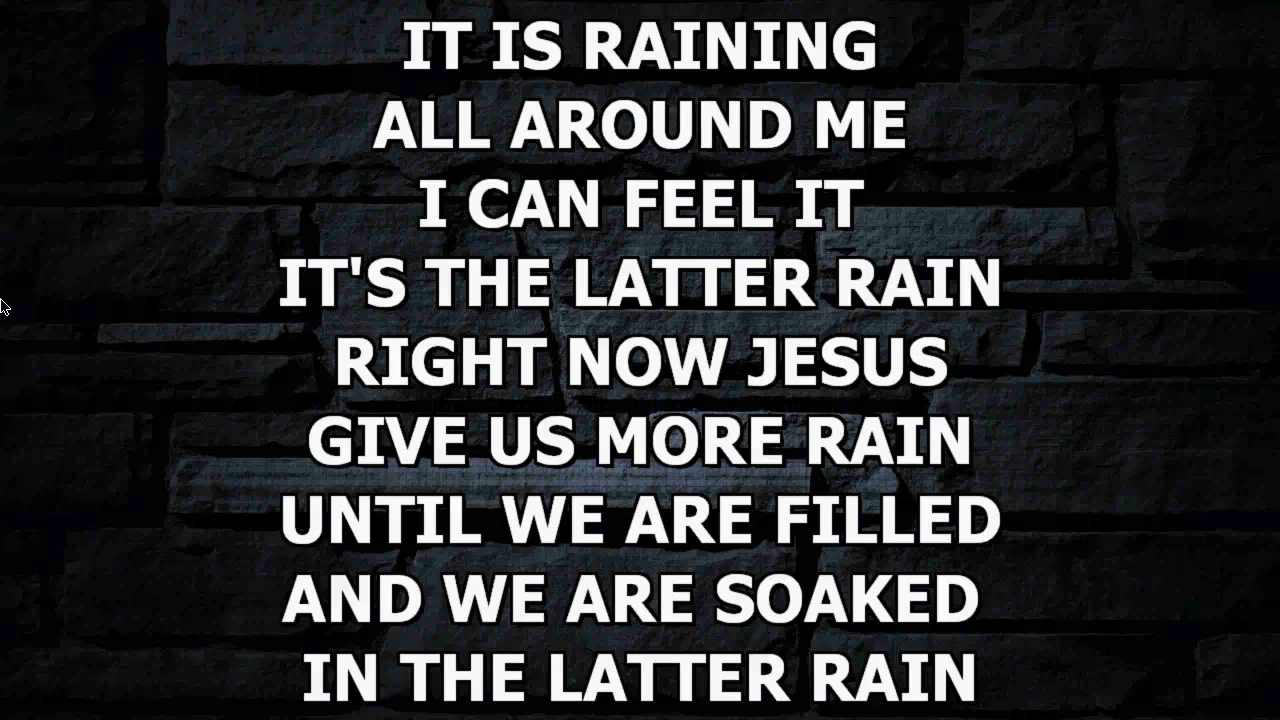 IT IS RAINING
ALL AROUND ME
I CAN FEEL IT
IT'S THE LATTER RAIN
RIGHT NOW JESUS
GIVE US MORE RAIN
UNTIL WE ARE FILLED
AND WE ARE SOAKED
IN THE LATTER RAIN